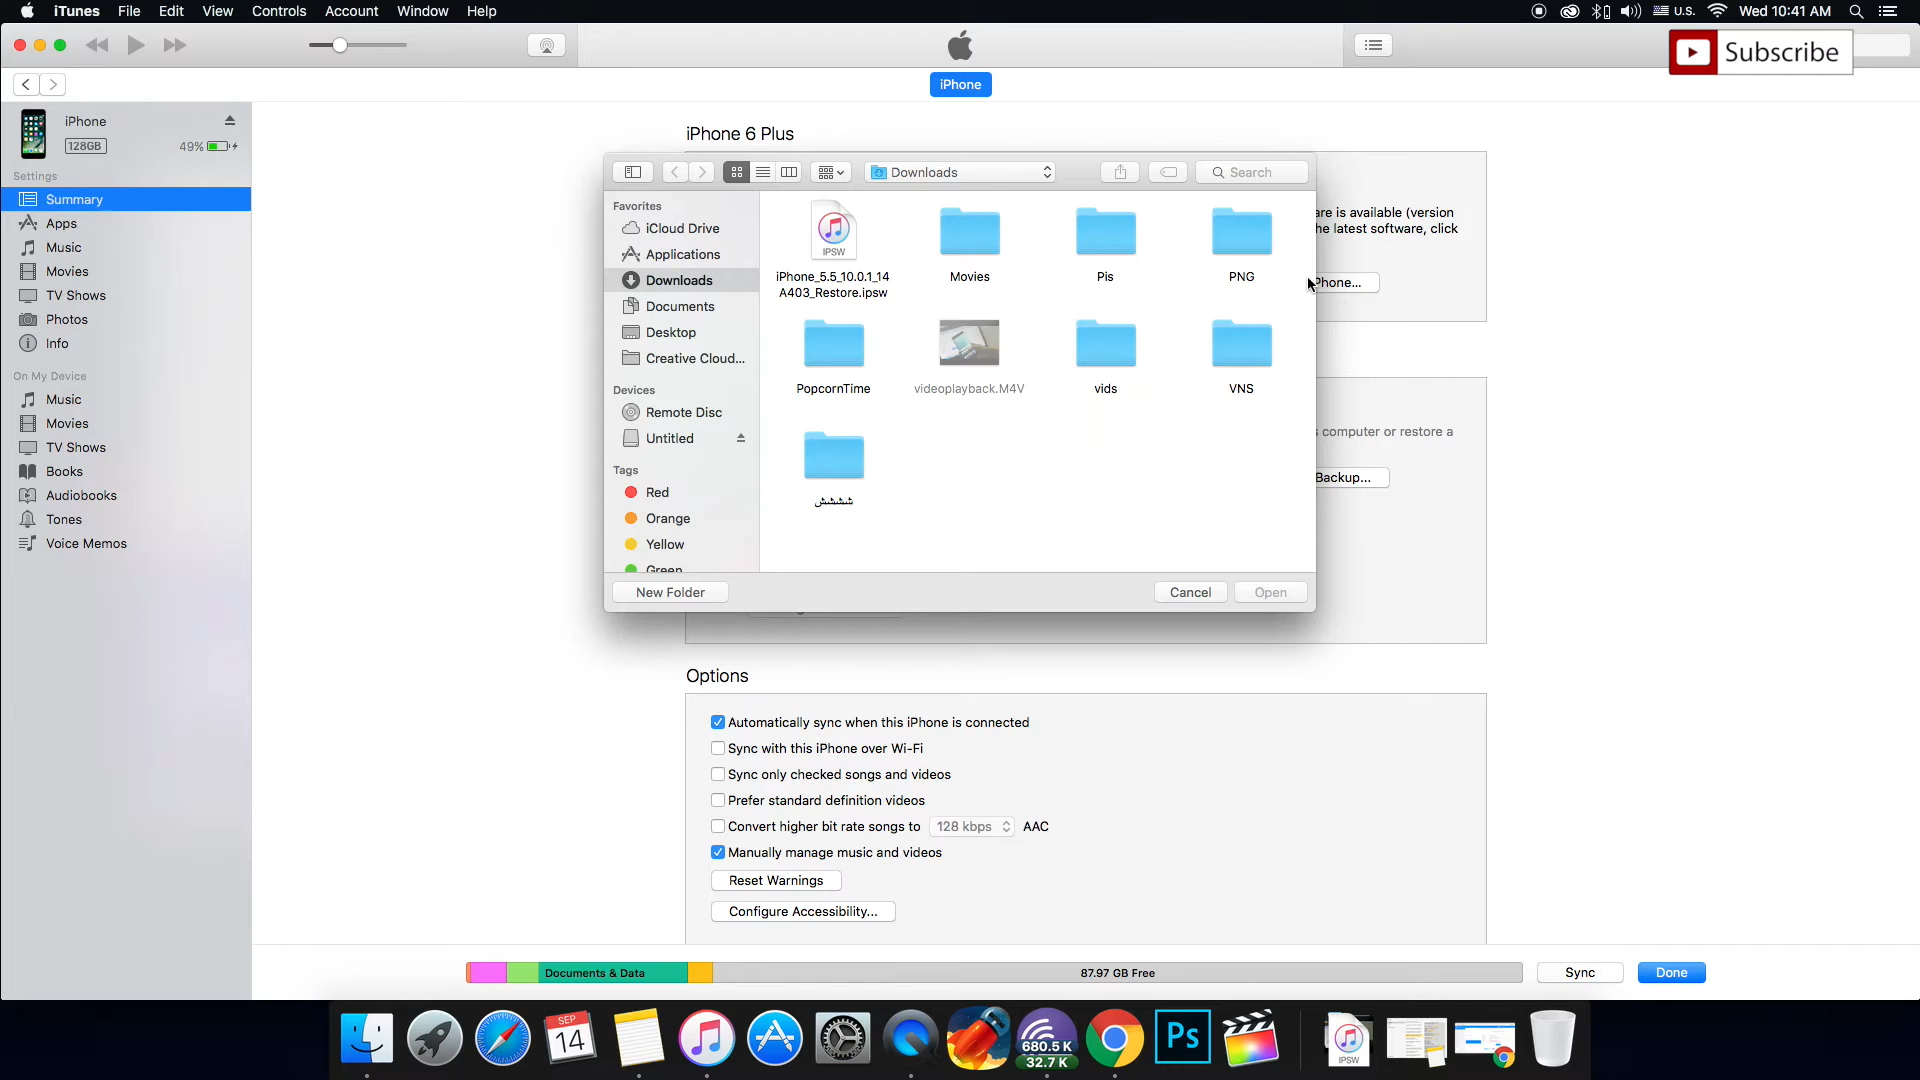 iTunes File Edit View Controls Account Window Help
U.S. Wed 10:41 AM
Subscribe
iPhone
iPhone
128GB
49%
Settings
Summary
Apps
Music
Movies
TV Shows
Photos
Info
On My Device
Music
Movies
TV Shows
Books
Audiobooks
Tones
Voice Memos
iPhone 6 Plus
are is available (version
the latest software, click
Phone...
computer or restore a
Backup...
Downloads
Search
Favorites
iCloud Drive
Applications
Downloads
Documents
Desktop
Creative Cloud...
Devices
Remote Disc
Untitled
Tags
Red
Orange
Yellow
Green
IPSW
iPhone_5.5_10.0.1_14
A403_Restore.ipsw
Movies
Pis
PNG
PopcornTime
videoplayback.M4V
vids
VNS
New Folder
Cancel
Open
Options
Automatically sync when this iPhone is connected
Sync with this iPhone over Wi-Fi
Sync only checked songs and videos
Prefer standard definition videos
Convert higher bit rate songs to 128 kbps AAC
Manually manage music and videos
Reset Warnings
Configure Accessibility...
Documents & Data
87.97 GB Free
Sync
Done
SEP
14
680.5 K
32.7 K
Ps
IPSW